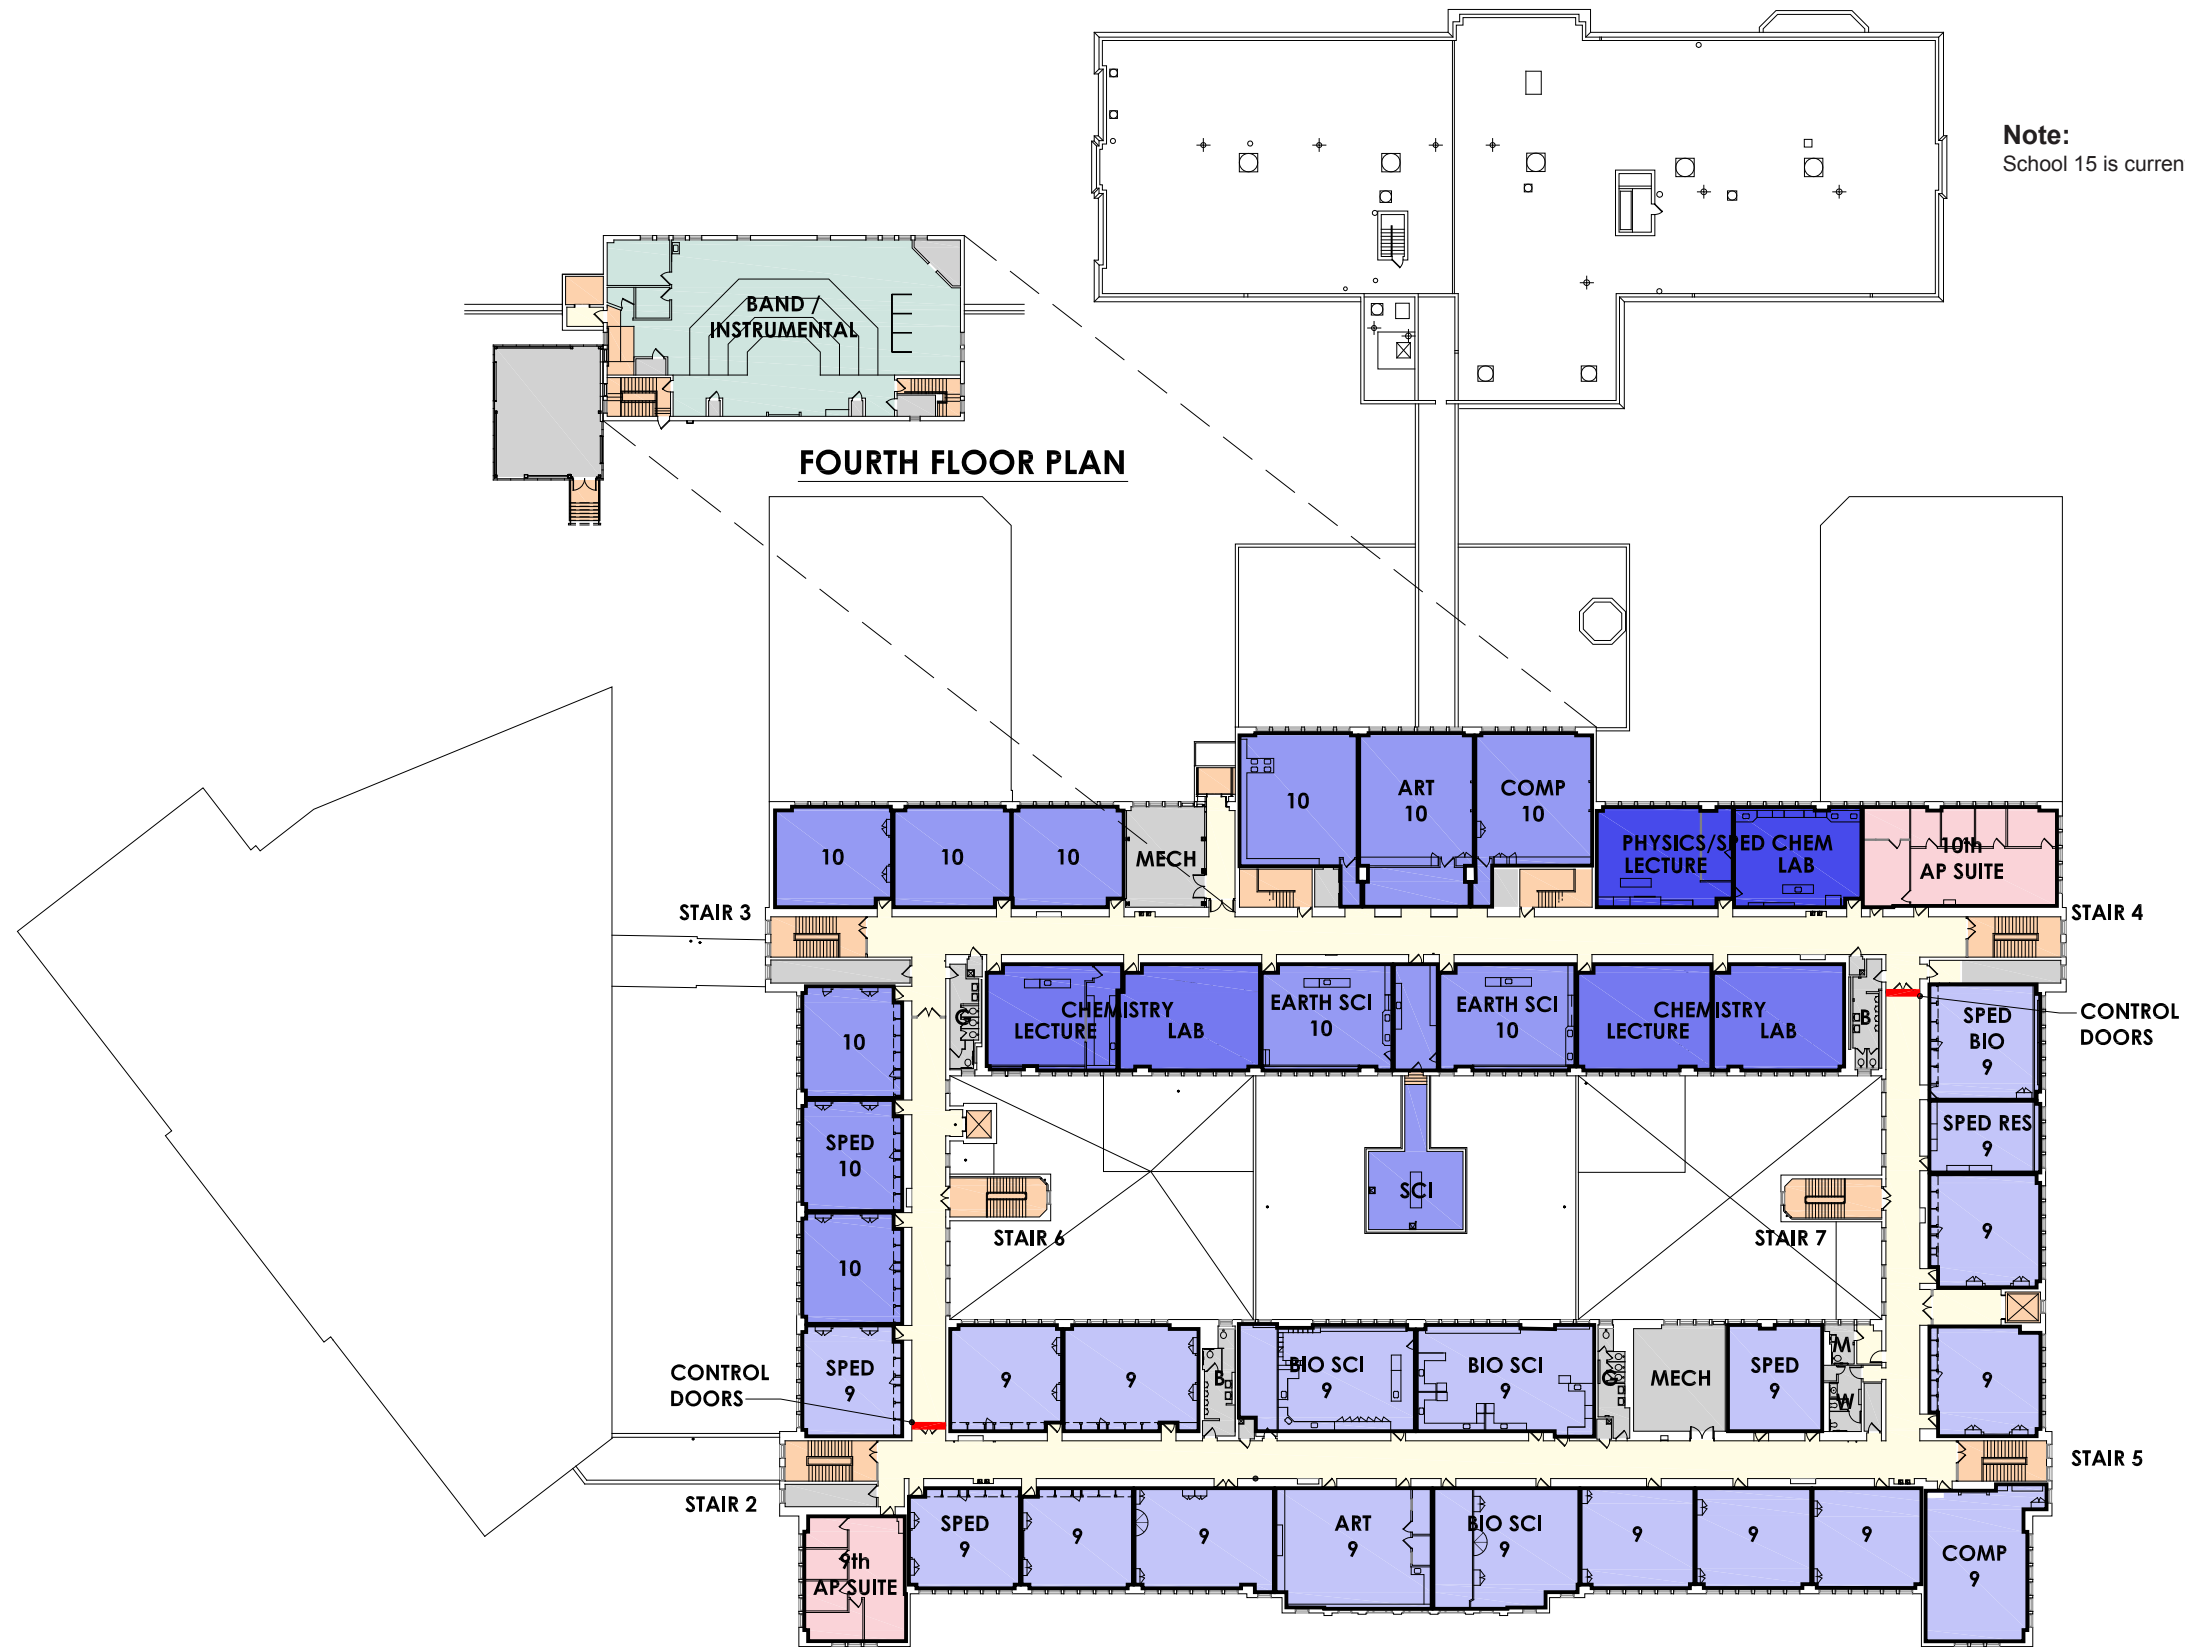 Note:
School 15 is curren
BAND /
INSTRUMENTAL
FOURTH FLOOR PLAN
10
ART
10
COMP
10
10
10
10
MECH
PHYSICS/SPED CHEM
LECTURE
LAB
10th
AP SUITE
STAIR 3
STAIR 4
G
CHEMISTRY
LECTURE
LAB
EARTH SCI
10
EARTH SCI
10
CHEMISTRY
LECTURE
LAB
B
CONTROL
DOORS
10
SPED
BIO
9
SPED
10
SPED RES
9
SCI
STAIR 6
STAIR 7
10
9
SPED
9
9
9
B
BIO SCI
9
BIO SCI
9
G
MECH
SPED
9
M
W
9
CONTROL
DOORS
STAIR 5
STAIR 2
SPED
9
9
9
ART
9
BIO SCI
9
9
9
9
COMP
9
9th
AP SUITE